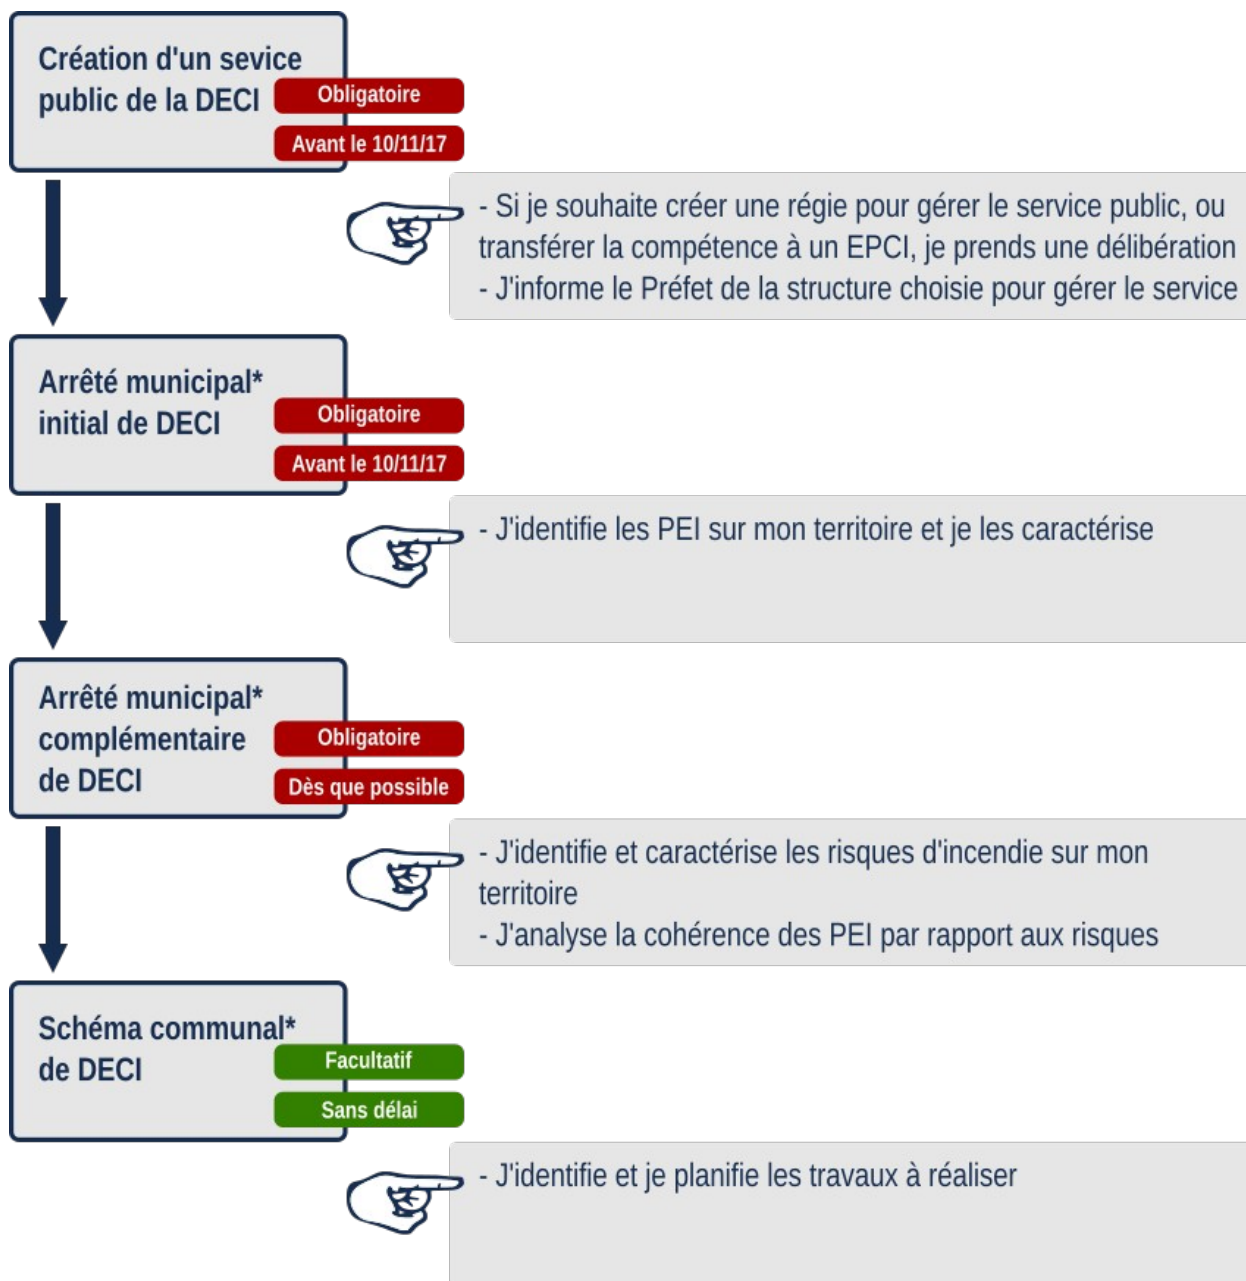 Création d'un sevice
public de la DECI
Obligatoire
Avant le 10/11/17
- Si je souhaite créer une régie pour gérer le service public, ou
transférer la compétence à un EPCI, je prends une délibération
- J'informe le Préfet de la structure choisie pour gérer le service
Arrêté municipal*
initial de DECI
Obligatoire
Avant le 10/11/17
- J'identifie les PEI sur mon territoire et je les caractérise
Arrêté municipal*
complémentaire
de DECI
Obligatoire
Dès que possible
- J'identifie et caractérise les risques d'incendie sur mon
territoire
- J'analyse la cohérence des PEI par rapport aux risques
Schéma communal*
de DECI
Facultatif
Sans délai
- J'identifie et je planifie les travaux à réaliser